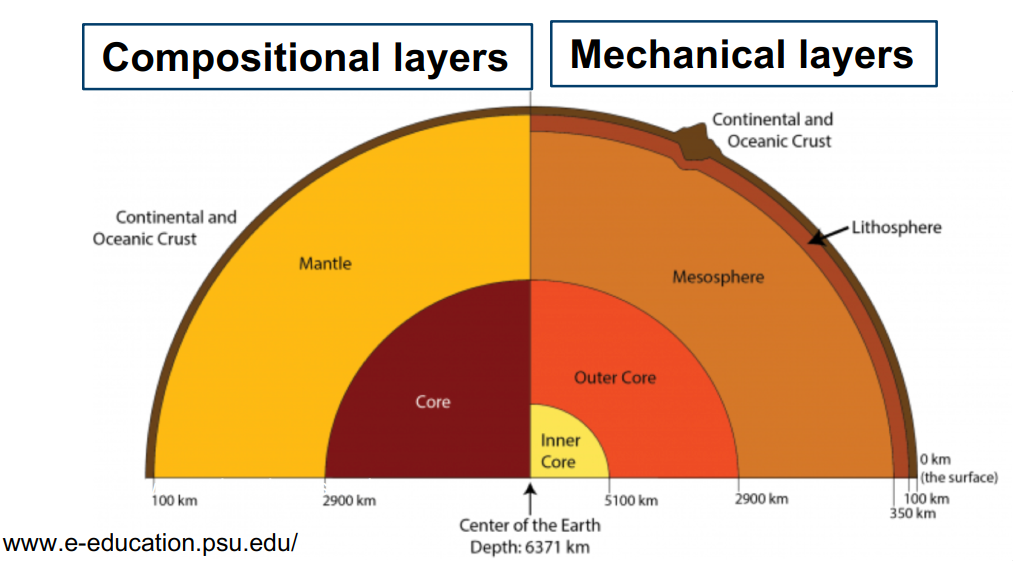 Compositional layers
Mechanical layers
Continental and
Oceanic Crust
Continental and
Oceanic Crust
Lithosphere
Mantle
Mesosphere
Outer Core
Core
Inner
Core
0 km
(the surface)
100 km
2900 km
5100 km
2900 km
100 km
350 km
Center of the Earth
Depth: 6371 km
www.e-education.psu.edu/